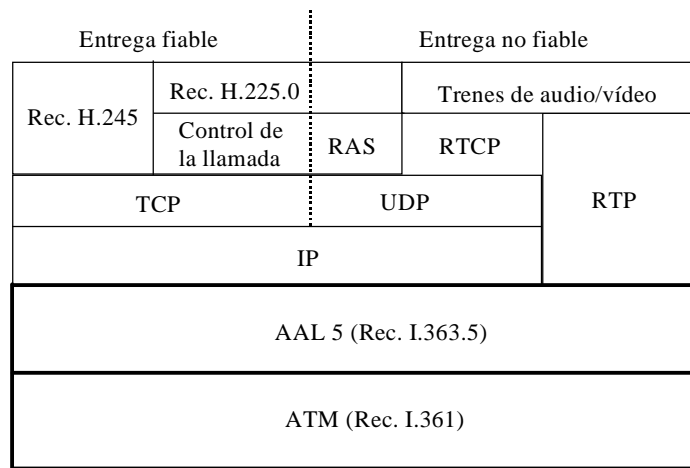 Entrega fiable
Entrega no fiable
Rec. H.245
Rec. H.225.0
Trenes de audio/vídeo
Control de
la llamada
RAS
RTCP
RTP
TCP
UDP
IP
AAL 5 (Rec. I.363.5)
ATM (Rec. I.361)